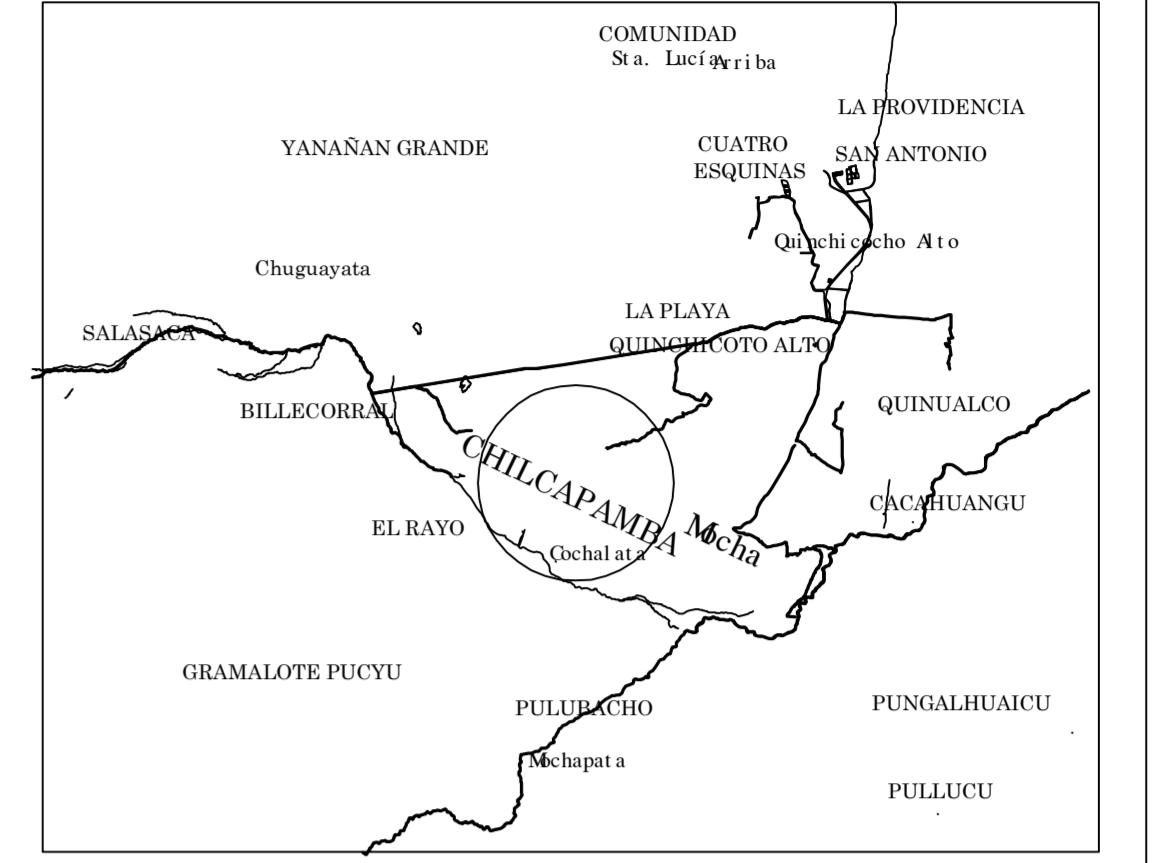 COMUNIDAD
Sta. Lucía Arriba
LA PROVIDENCIA
YANAÑAN GRANDE
CUATRO
ESQUINAS
SAN ANTONIO
Quinchicocho Alto
Chuguayata
LA PLAYA
SALASACA
QUINCHICOTO ALTO
BILLECORRAL
QUINUALCO
CHILCAPAMBA
CACAHUANGU
EL RAYO
Mocha
Cochalata
GRAMALOTE PUCYU
PULUBACHO
PUNGALHUAICU
Mochapata
PULLUCU